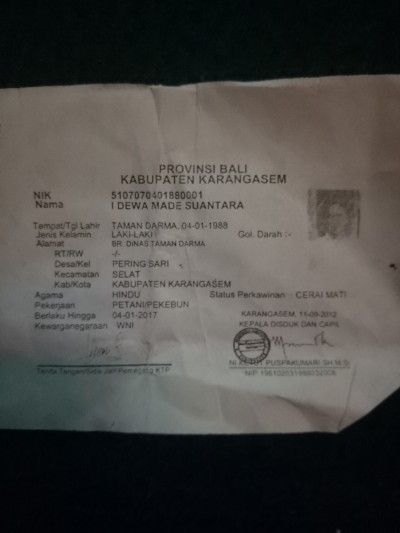 PROVINSI BALI
KABUPATEN KARANGASEM
NIK 5107070401880001
Nama I DEWA MADE SUANTARA
Tempat/Tgl Lahir TAMAN DARMA, 04-01-1988
Jenis Kelamin LAKI-LAKI Gol. Darah :-
Alamat BR. DINAS TAMAN DARMA
RT/RW -/-
Desa/Kel PERING SARI
Kecamatan SELAT
Kab/Kota KABUPATEN KARANGASEM
Agama HINDU Status Perkawinan : CERAI MATI
Pekerjaan PETANI/PEKEBUN
Berlaku Hingga 04-01-2017 KARANGASEM, 11-09-2012
Kewarganegaraan WNI KEPALA DISDUK DAN CAPIL
NI KETUT PUSPAKUMARI SH M.Si
Tanda Tangan/Sidik Jari Pemegang KTP NIP